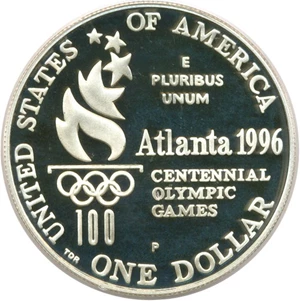 UNITED STATES OF AMERICA
E
PLURIBUS
UNUM
Atlanta 1996
CENTENNIAL
OLYMPIC
GAMES
100
P
TDR
ONE DOLLAR